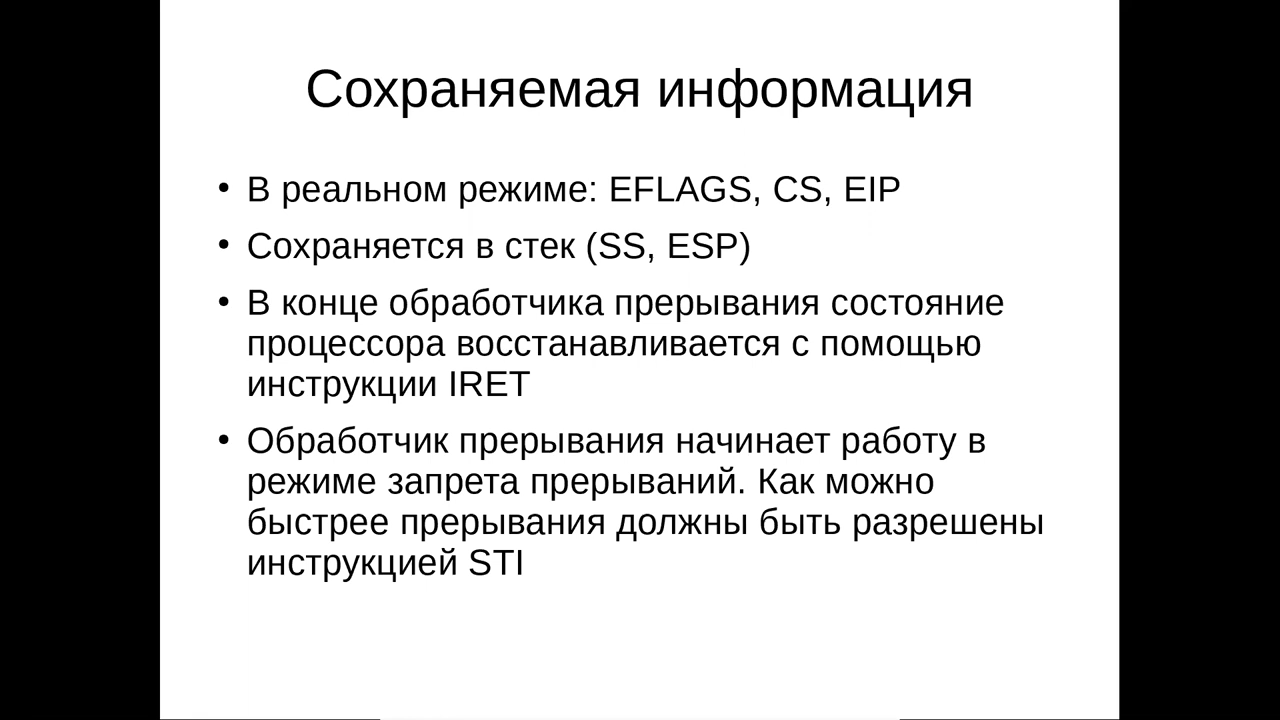 Сохраняемая информация
• В реальном режиме: EFLAGS, CS, EIP
• Сохраняется в стек (SS, ESP)
• В конце обработчика прерывания состояние
процессора восстанавливается с помощью
инструкции IRET
• Обработчик прерывания начинает работу в
режиме запрета прерываний. Как можно
быстрее прерывания должны быть разрешены
инструкцией STI